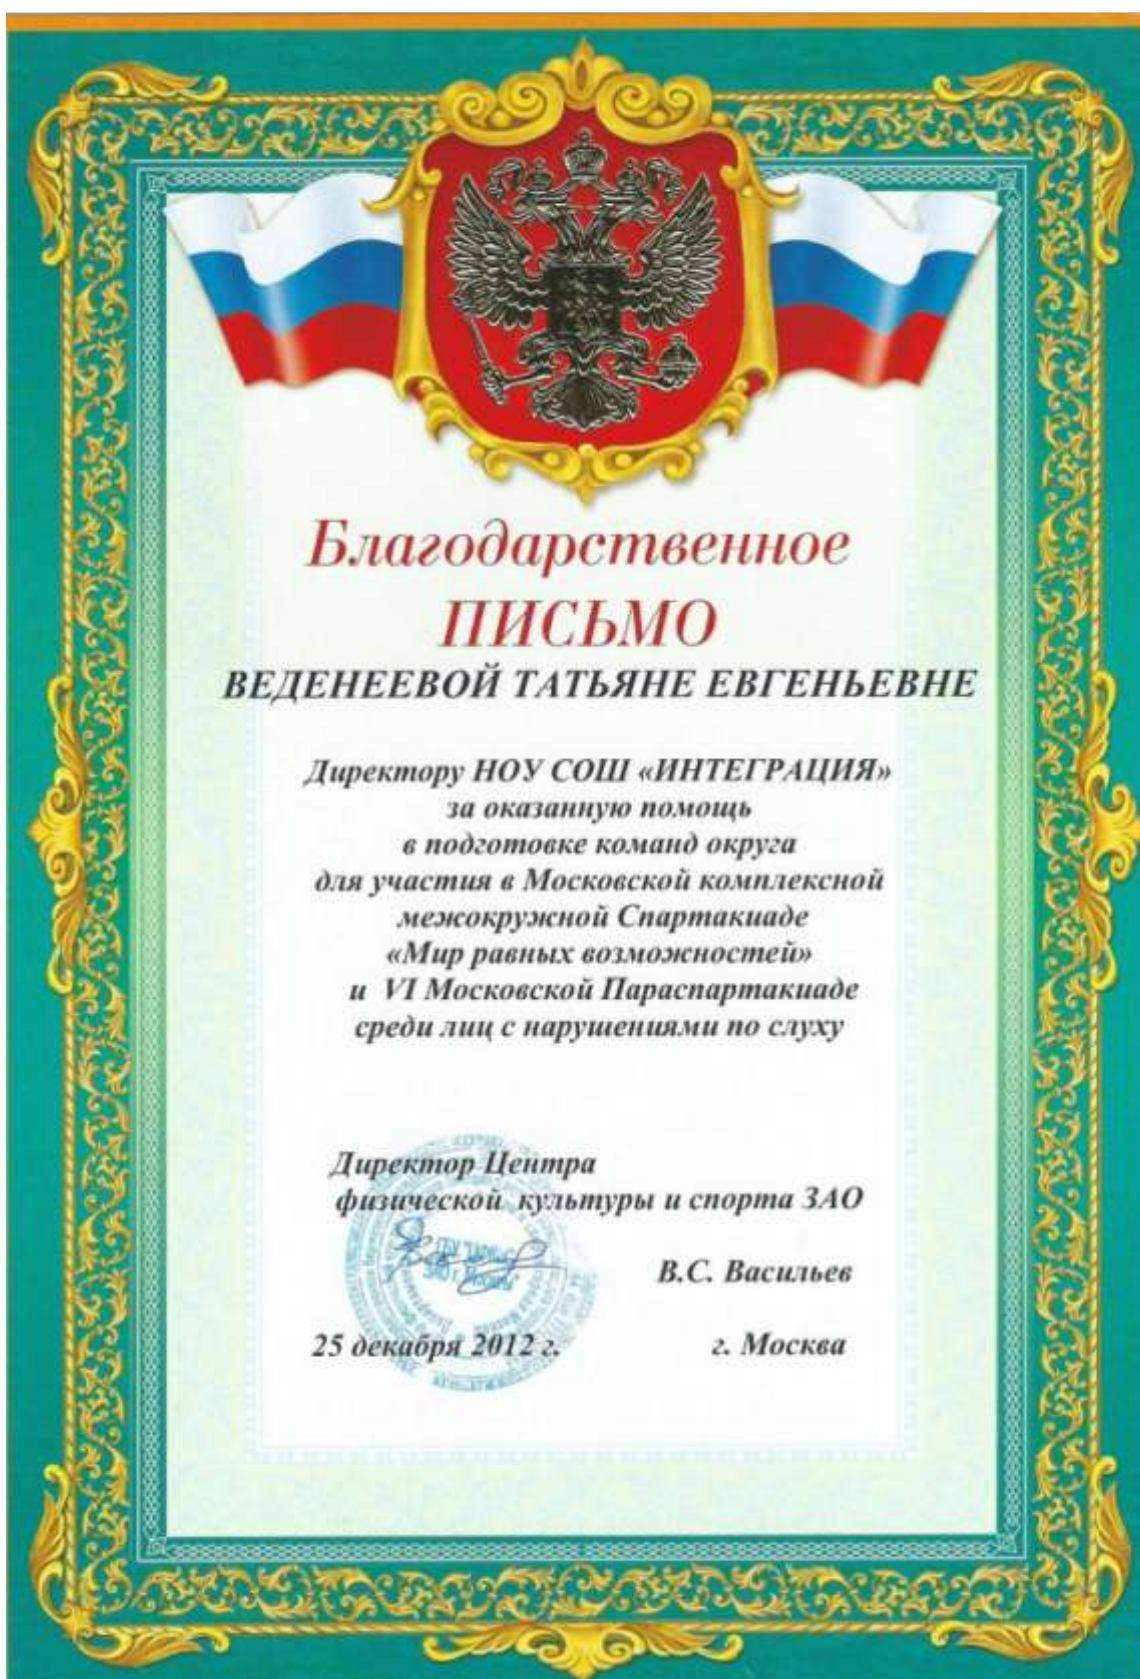 Благодарственное
ПИСЬМО
ВЕДЕНЕЕВОЙ ТАТЬЯНЕ ЕВГЕНЬЕВНЕ
Директору НОУ СОШ «ИНТЕГРАЦИЯ»
за оказанную помощь
в подготовке команд округа
для участия в Московской комплексной
межокружной Спартакиаде
«Мир равных возможностей»
и VI Московской Параспартакиаде
среди лиц с нарушениями по слуху
Директор Центра
физической культуры и спорта ЗАО
В.С. Васильев
25 декабря 2012 г. г. Москва